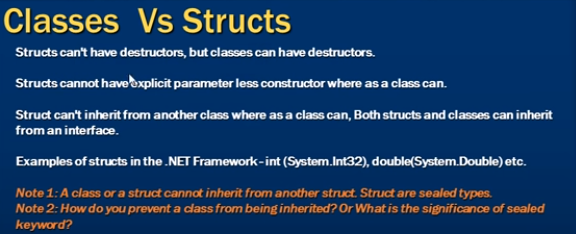 Classes Vs Structs
Structs can't have destructors, but classes can have destructors.
Structs cannot have explicit parameter less constructor where as a class can.
Struct can't inherit from another class where as a class can, Both structs and classes can inherit
from an interface.
Examples of structs in the .NET Framework - int (System.Int32), double(System.Double) etc.
Note 1: A class or a struct cannot inherit from another struct. Struct are sealed types.
Note 2: How do you prevent a class from being inherited? Or What is the significance of sealed
keyword?